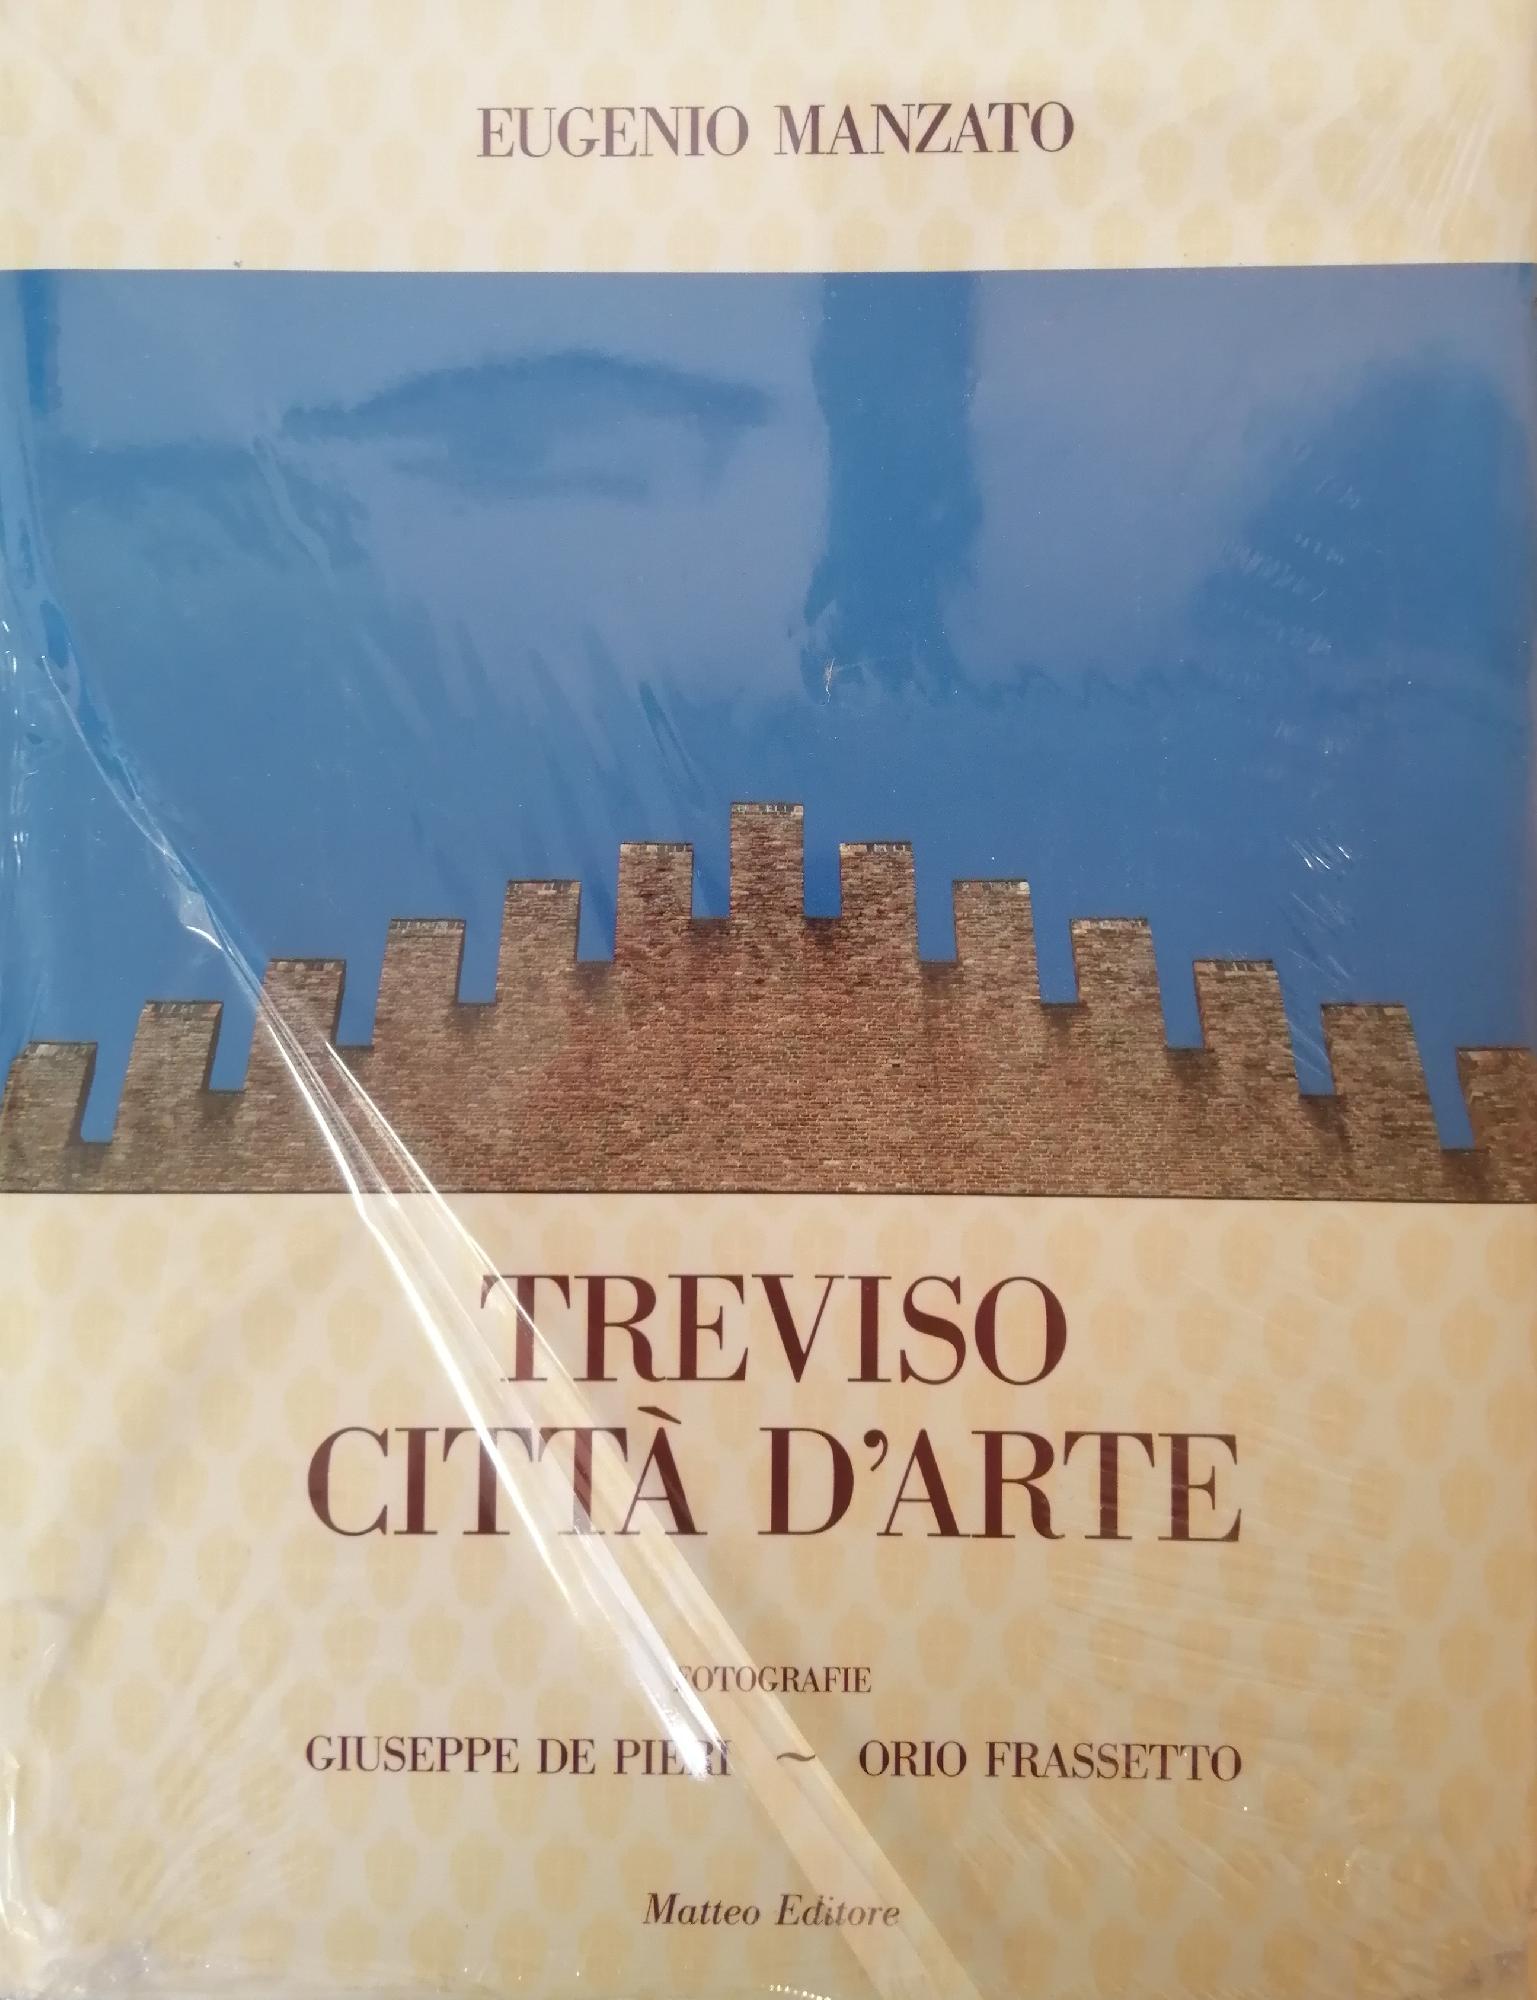 EUGENIO MANZATO
TREVISO
CITTÀ D'ARTE
FOTOGRAFIE
GIUSEPPE DE PIERI ~ ORIO FRASSETTO
Matteo Editore